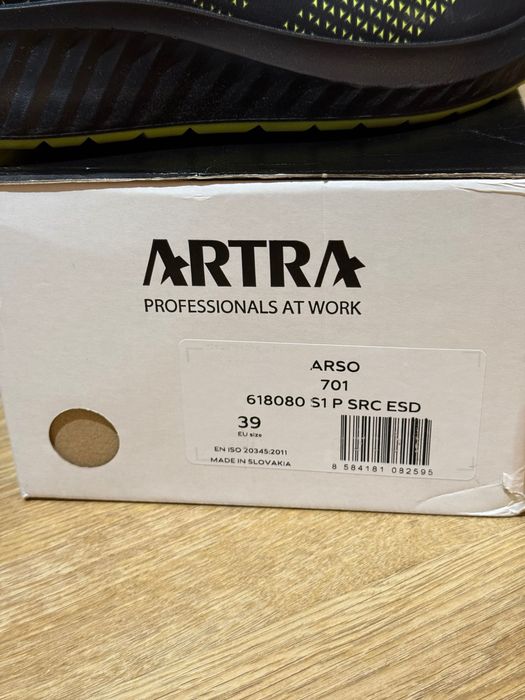 ARTRA
PROFESSIONALS AT WORK
ARSO
701
618080 S1 P SRC ESD
39
EU size
EN ISO 20345:2011
MADE IN SLOVAKIA
8 584181 082595